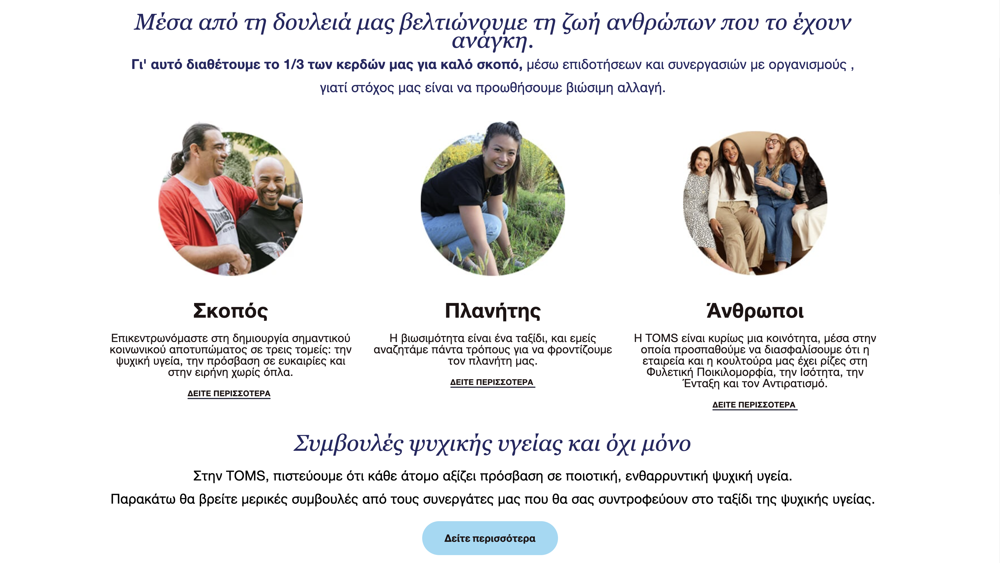 Μέσα από τη δουλειά μας βελτιώνουμε τη ζωή ανθρώπων που το έχουν
ανάγκη.
Γι' αυτό διαθέτουμε το 1/3 των κερδών μας για καλό σκοπό, μέσω επιδοτήσεων και συνεργασιών με οργανισμούς ,
γιατί στόχος μας είναι να προωθήσουμε βιώσιμη αλλαγή.
Σκοπός
Επικεντρωνόμαστε στη δημιουργία σημαντικού
κοινωνικού αποτυπώματος σε τρεις τομείς: την
ψυχική υγεία, την πρόσβαση σε ευκαιρίες και
στην ειρήνη χωρίς όπλα.
ΔΕΙΤΕ ΠΕΡΙΣΣΟΤΕΡΑ
Πλανήτης
Η βιωσιμότητα είναι ένα ταξίδι, και εμείς
αναζητάμε πάντα τρόπους για να φροντίζουμε
τον πλανήτη μας.
ΔΕΙΤΕ ΠΕΡΙΣΣΟΤΕΡΑ
Άνθρωποι
Η TOMS είναι κυρίως μια κοινότητα, μέσα στην
οποία προσπαθούμε να διασφαλίσουμε ότι η
εταιρεία και η κουλτούρα μας έχει ρίζες στη
Φυλετική Ποικιλομορφία, την Ισότητα, την
Ένταξη και τον Αντιρατισμό.
ΔΕΙΤΕ ΠΕΡΙΣΣΟΤΕΡΑ
Συμβουλές ψυχικής υγείας και όχι μόνο
Στην TOMS, πιστεύουμε ότι κάθε άτομο αξίζει πρόσβαση σε ποιοτική, ενθαρρυντική ψυχική υγεία.
Παρακάτω θα βρείτε μερικές συμβουλές από τους συνεργάτες μας που θα σας συντροφεύουν στο ταξίδι της ψυχικής υγείας.
Δείτε περισσότερα